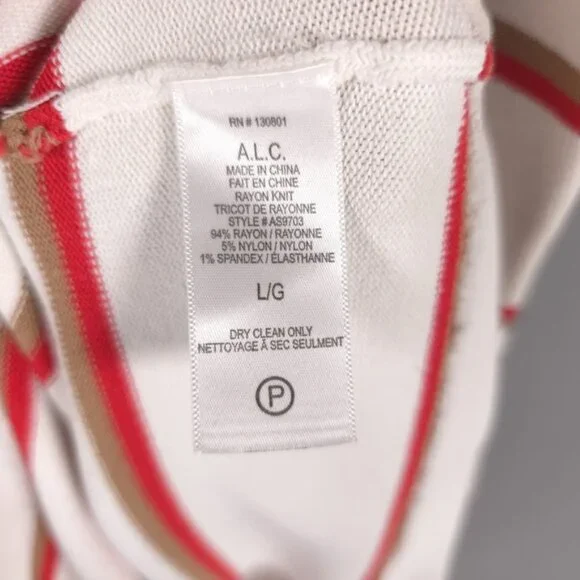 RN # 130801
A.L.C.
MADE IN CHINA
FAIT EN CHINE
RAYON KNIT
TRICOT DE RAYONNE
STYLE # AS9703
94% RAYON / RAYONNE
5% NYLON / NYLON
1% SPANDEX / ÉLASTHANNE
L/G
DRY CLEAN ONLY
NETTOYAGE À SEC SEULMENT
P